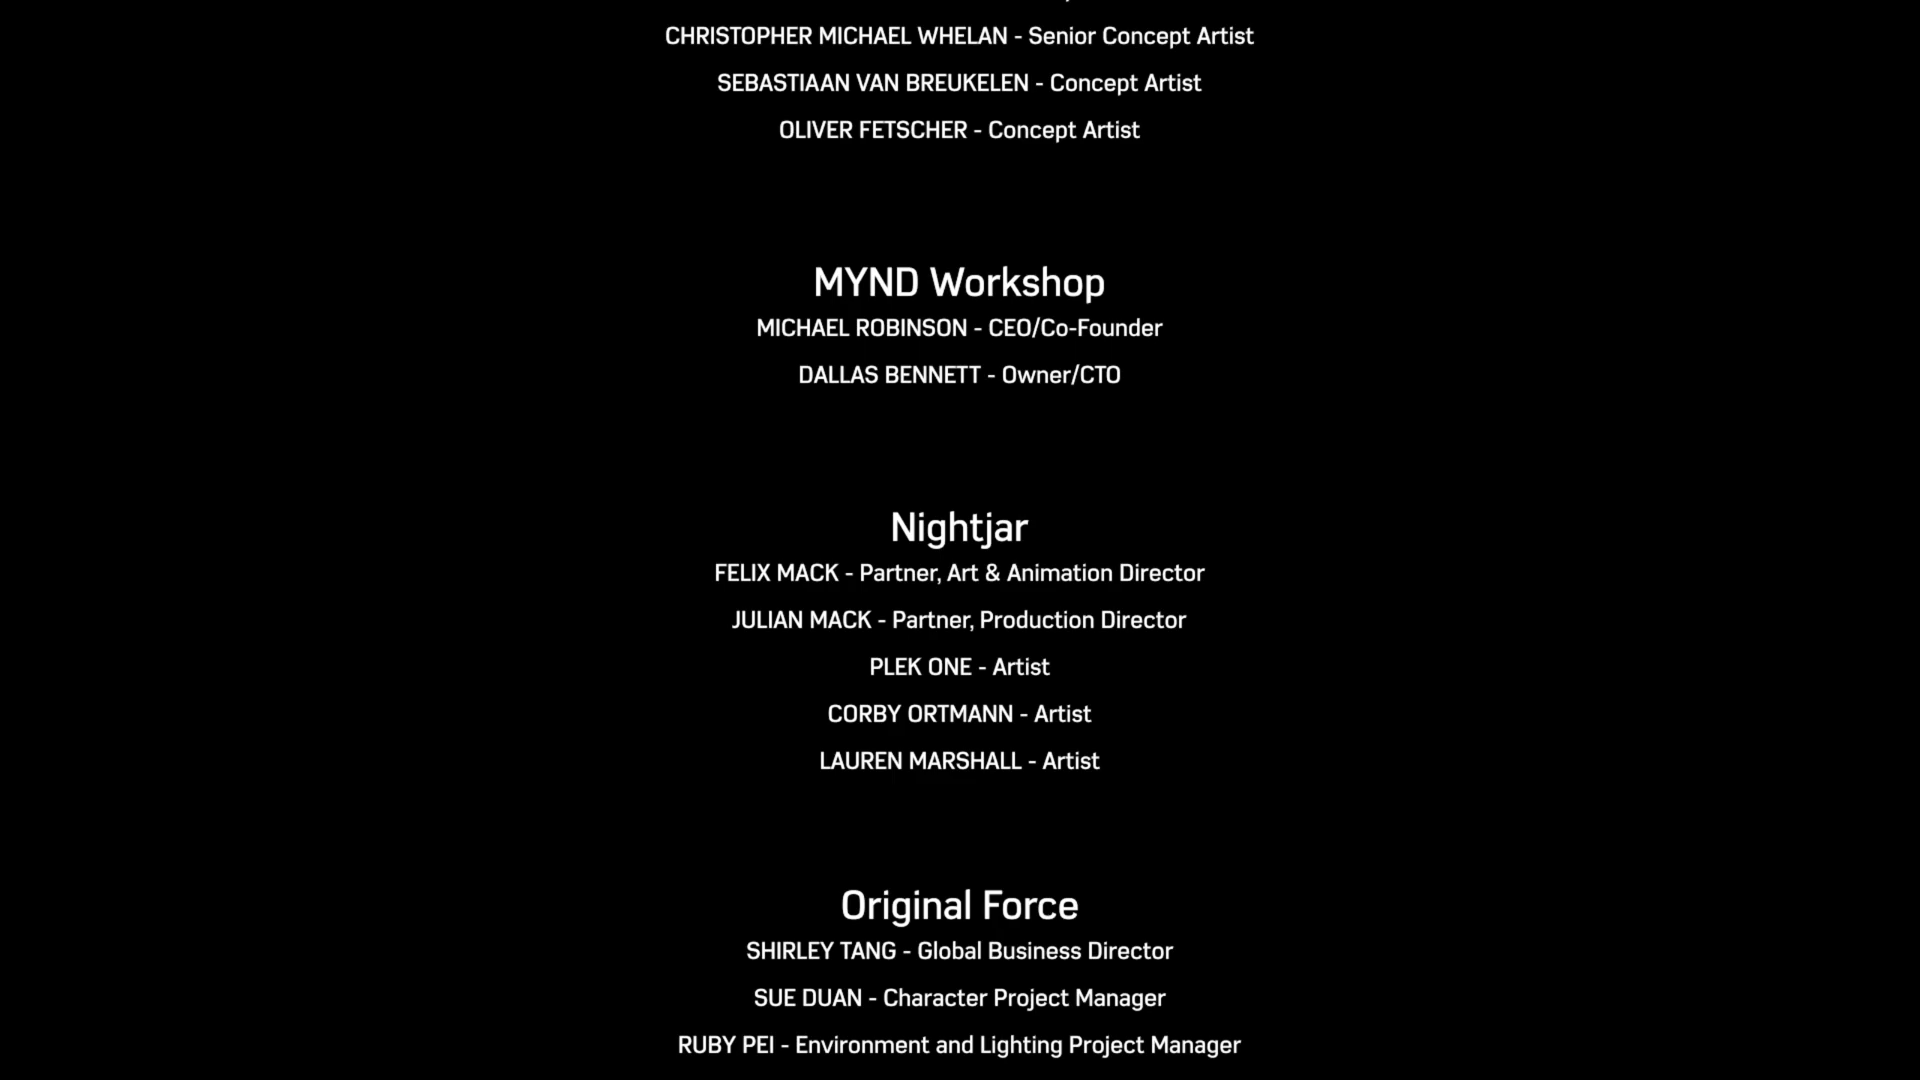 CHRISTOPHER MICHAEL WHELAN - Senior Concept Artist
SEBASTIAAN VAN BREUKELEN - Concept Artist
OLIVER FETSCHER - Concept Artist
MYND Workshop
MICHAEL ROBINSON - CEO/Co-Founder
DALLAS BENNETT - Owner/CTO
Nightjar
FELIX MACK - Partner, Art & Animation Director
JULIAN MACK - Partner, Production Director
PLEK ONE - Artist
CORBY ORTMANN - Artist
LAUREN MARSHALL - Artist
Original Force
SHIRLEY TANG - Global Business Director
SUE DUAN - Character Project Manager
RUBY PEI - Environment and Lighting Project Manager